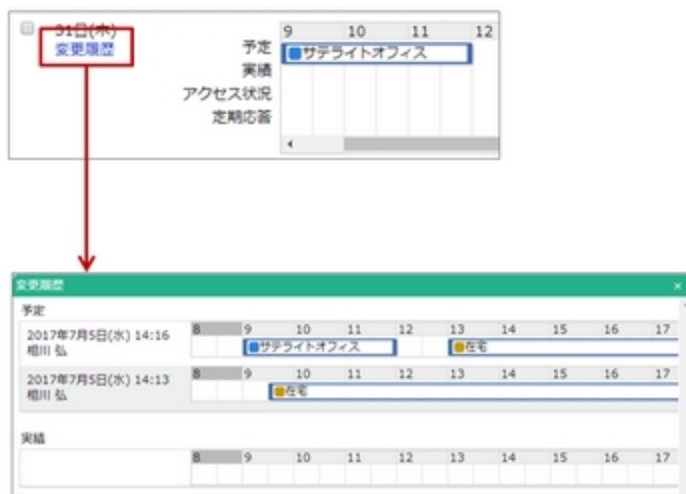 31日(木)
変更履歴
9 10 11 12
予定
サテライトオフィス
実績
アクセス状況
定期応答
変更履歴 ×
予定
2017年7月5日(水) 14:16
相川 弘
8 9 10 11 12 13 14 15 16 17
サテライトオフィス 在宅
2017年7月5日(水) 14:13
相川 弘
8 9 10 11 12 13 14 15 16 17
在宅
実績
8 9 10 11 12 13 14 15 16 17